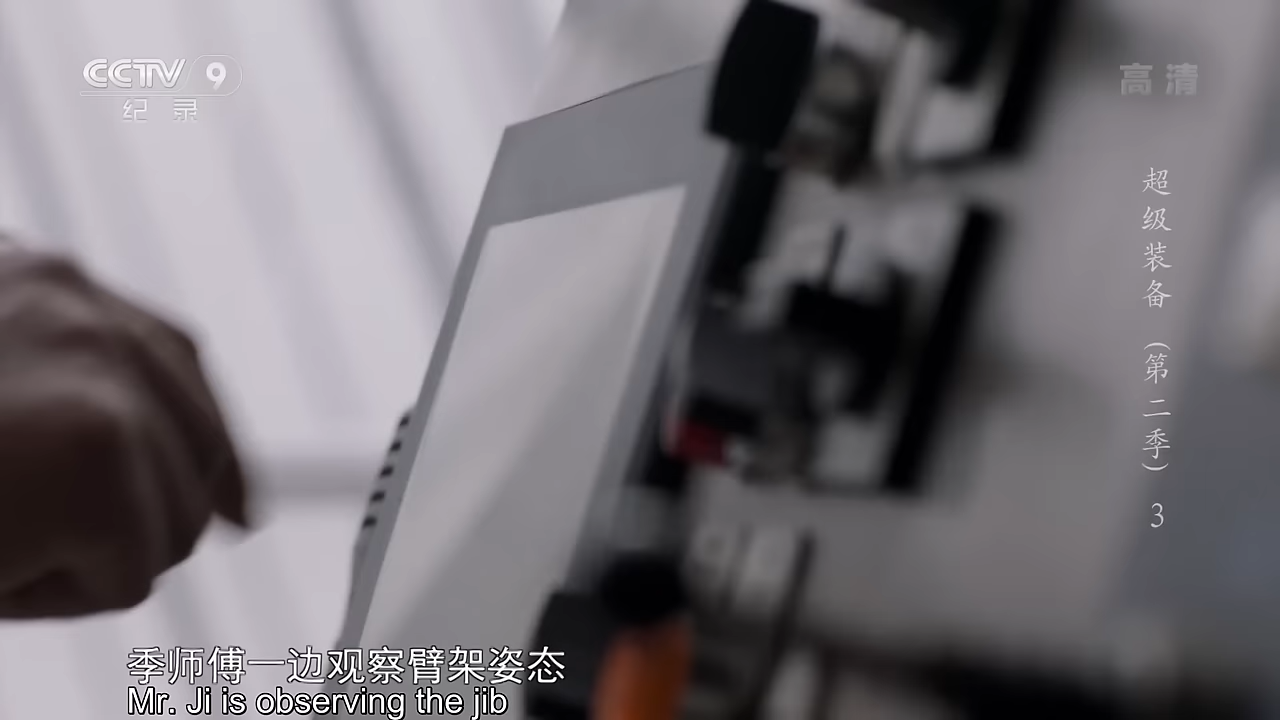 CCTV 9
纪录
高清
超级装备（第二季）3
季师傅一边观察臂架姿态
Mr. Ji is observing the jib